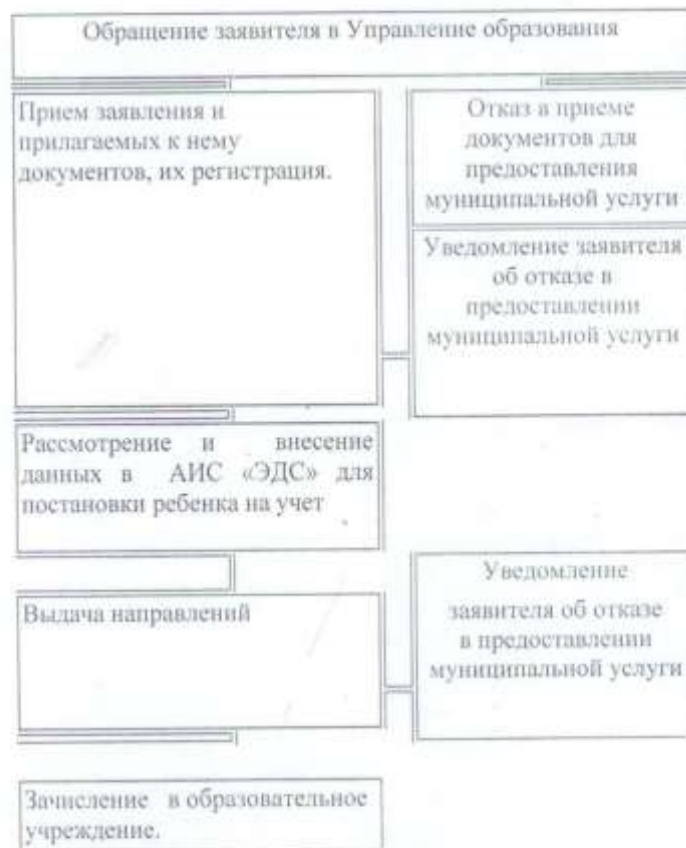 Обращение заявителя в Управление образования
Прием заявления и
прилагаемых к нему
документов, их регистрация.
Отказ в приеме
документов для
предоставления
муниципальной услуги
Уведомление заявителя
об отказе в
предоставлении
муниципальной услуги
Рассмотрение и внесение
данных в АИС «ЭДС» для
постановки ребенка на учет
Выдача направлений
Уведомление
заявителя об отказе
в предоставлении
муниципальной услуги
Зачисление в образовательное
учреждение.